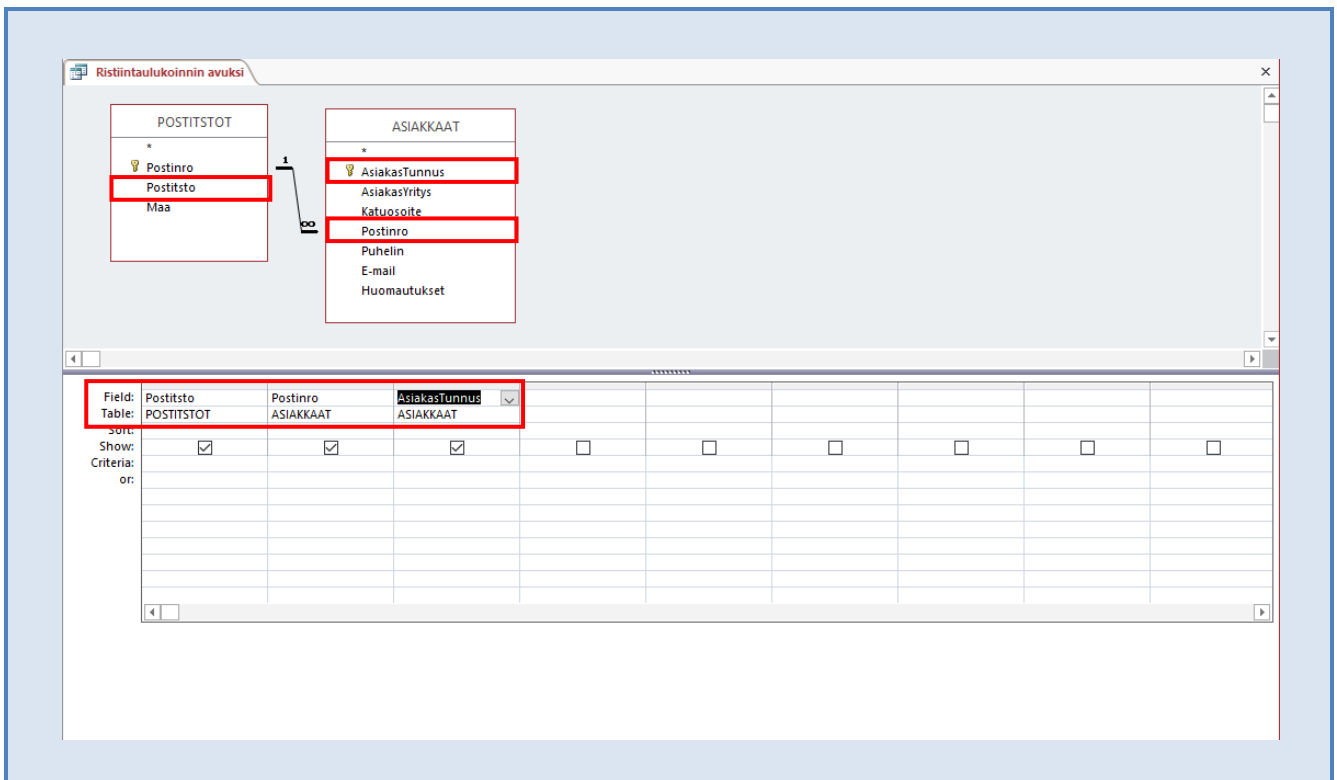 Ristiintaulukoinnin avuksi
POSTITSTOT
*
Postinro
Postitsto
Maa
1
∞
ASIAKKAAT
*
AsiakasTunnus
AsiakasYritys
Katuosoite
Postinro
Puhelin
E-mail
Huomautukset
Field: Postitsto Postinro AsiakasTunnus
Table: POSTITSTOT ASIAKKAAT ASIAKKAAT
Sort:
Show:
Criteria:
or: